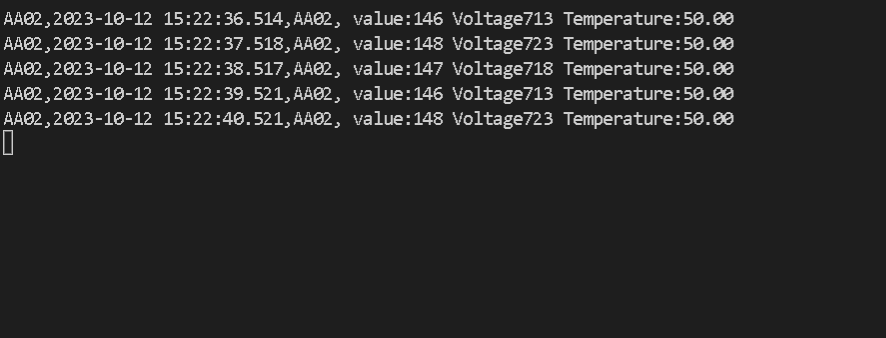 AA02,2023-10-12 15:22:36.514,AA02, value:146 Voltage713 Temperature:50.00
AA02,2023-10-12 15:22:37.518,AA02, value:148 Voltage723 Temperature:50.00
AA02,2023-10-12 15:22:38.517,AA02, value:147 Voltage718 Temperature:50.00
AA02,2023-10-12 15:22:39.521,AA02, value:146 Voltage713 Temperature:50.00
AA02,2023-10-12 15:22:40.521,AA02, value:148 Voltage723 Temperature:50.00